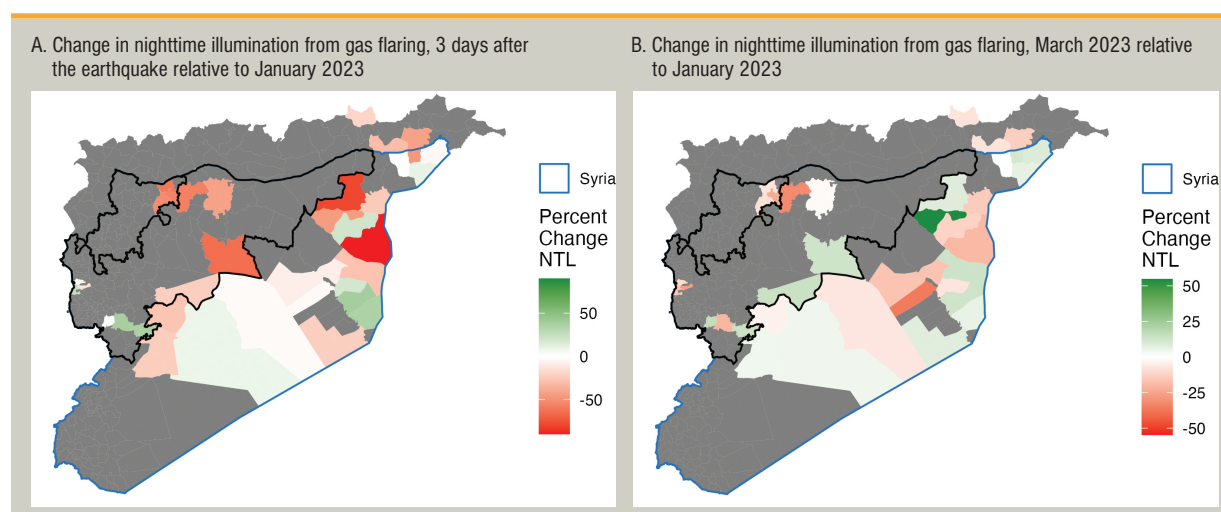 A. Change in nighttime illumination from gas flaring, 3 days after
the earthquake relative to January 2023
Syria
Percent
Change
NTL
50
0
-50
B. Change in nighttime illumination from gas flaring, March 2023 relative
to January 2023
Syria
Percent
Change
NTL
50
25
0
-25
-50